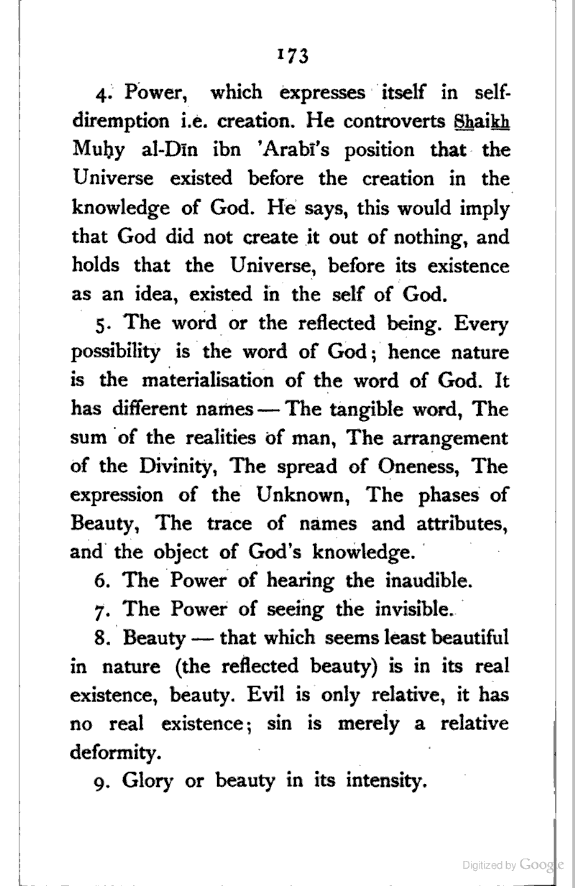 173
4. Power, which expresses itself in self-
diremption i.e. creation. He controverts Shaikh
Muḥy al-Dīn ibn 'Arabī's position that the
Universe existed before the creation in the
knowledge of God. He says, this would imply
that God did not create it out of nothing, and
holds that the Universe, before its existence
as an idea, existed in the self of God.
5. The word or the reflected being. Every
possibility is the word of God; hence nature
is the materialisation of the word of God. It
has different names — The tangible word, The
sum of the realities of man, The arrangement
of the Divinity, The spread of Oneness, The
expression of the Unknown, The phases of
Beauty, The trace of names and attributes,
and the object of God's knowledge.
6. The Power of hearing the inaudible.
7. The Power of seeing the invisible.
8. Beauty — that which seems least beautiful
in nature (the reflected beauty) is in its real
existence, beauty. Evil is only relative, it has
no real existence; sin is merely a relative
deformity.
9. Glory or beauty in its intensity.
Digitized by Google